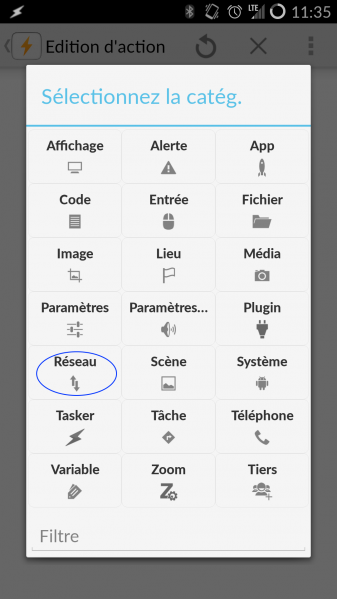 LTE 11:35
Edition d'action
Sélectionnez la catég.
Affichage Alerte App
Code Entrée Fichier
Image Lieu Média
Paramètres Paramètres... Plugin
Réseau Scène Système
Tasker Tâche Téléphone
Variable Zoom Tiers
Filtre